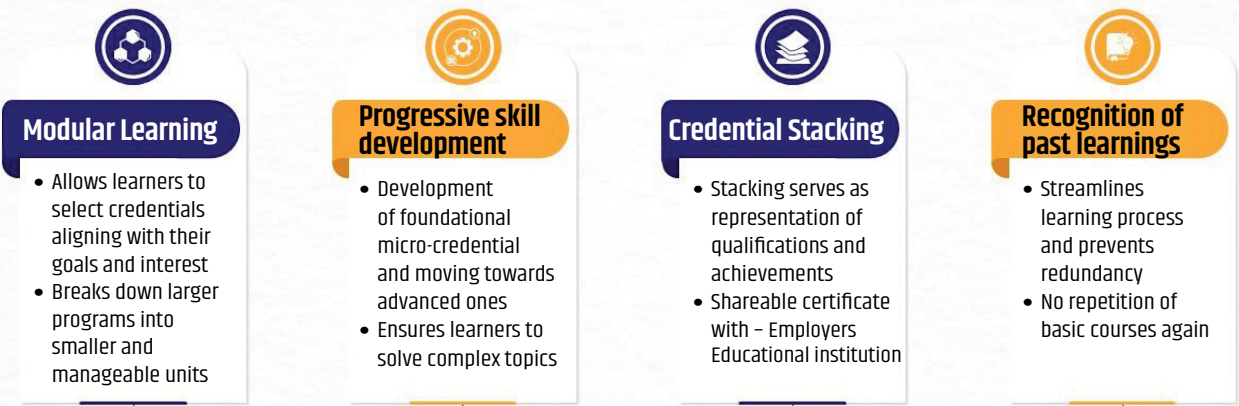 Modular Learning
• Allows learners to
select credentials
aligning with their
goals and interest
• Breaks down larger
programs into
smaller and
manageable units
Progressive skill
development
• Development
of foundational
micro-credential
and moving towards
advanced ones
• Ensures learners to
solve complex topics
Credential Stacking
• Stacking serves as
representation of
qualifications and
achievements
• Shareable certificate
with – Employers
Educational institution
Recognition of
past learnings
• Streamlines
learning process
and prevents
redundancy
• No repetition of
basic courses again